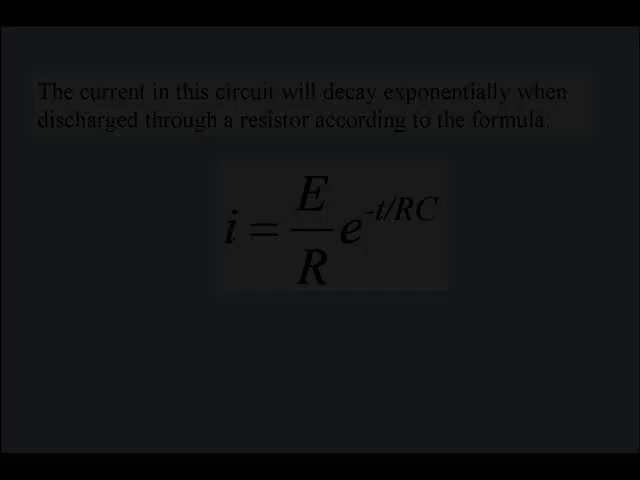 The current in this circuit will decay exponentially when
discharged through a resistor according to the formula:
i = E/R e^-t/RC